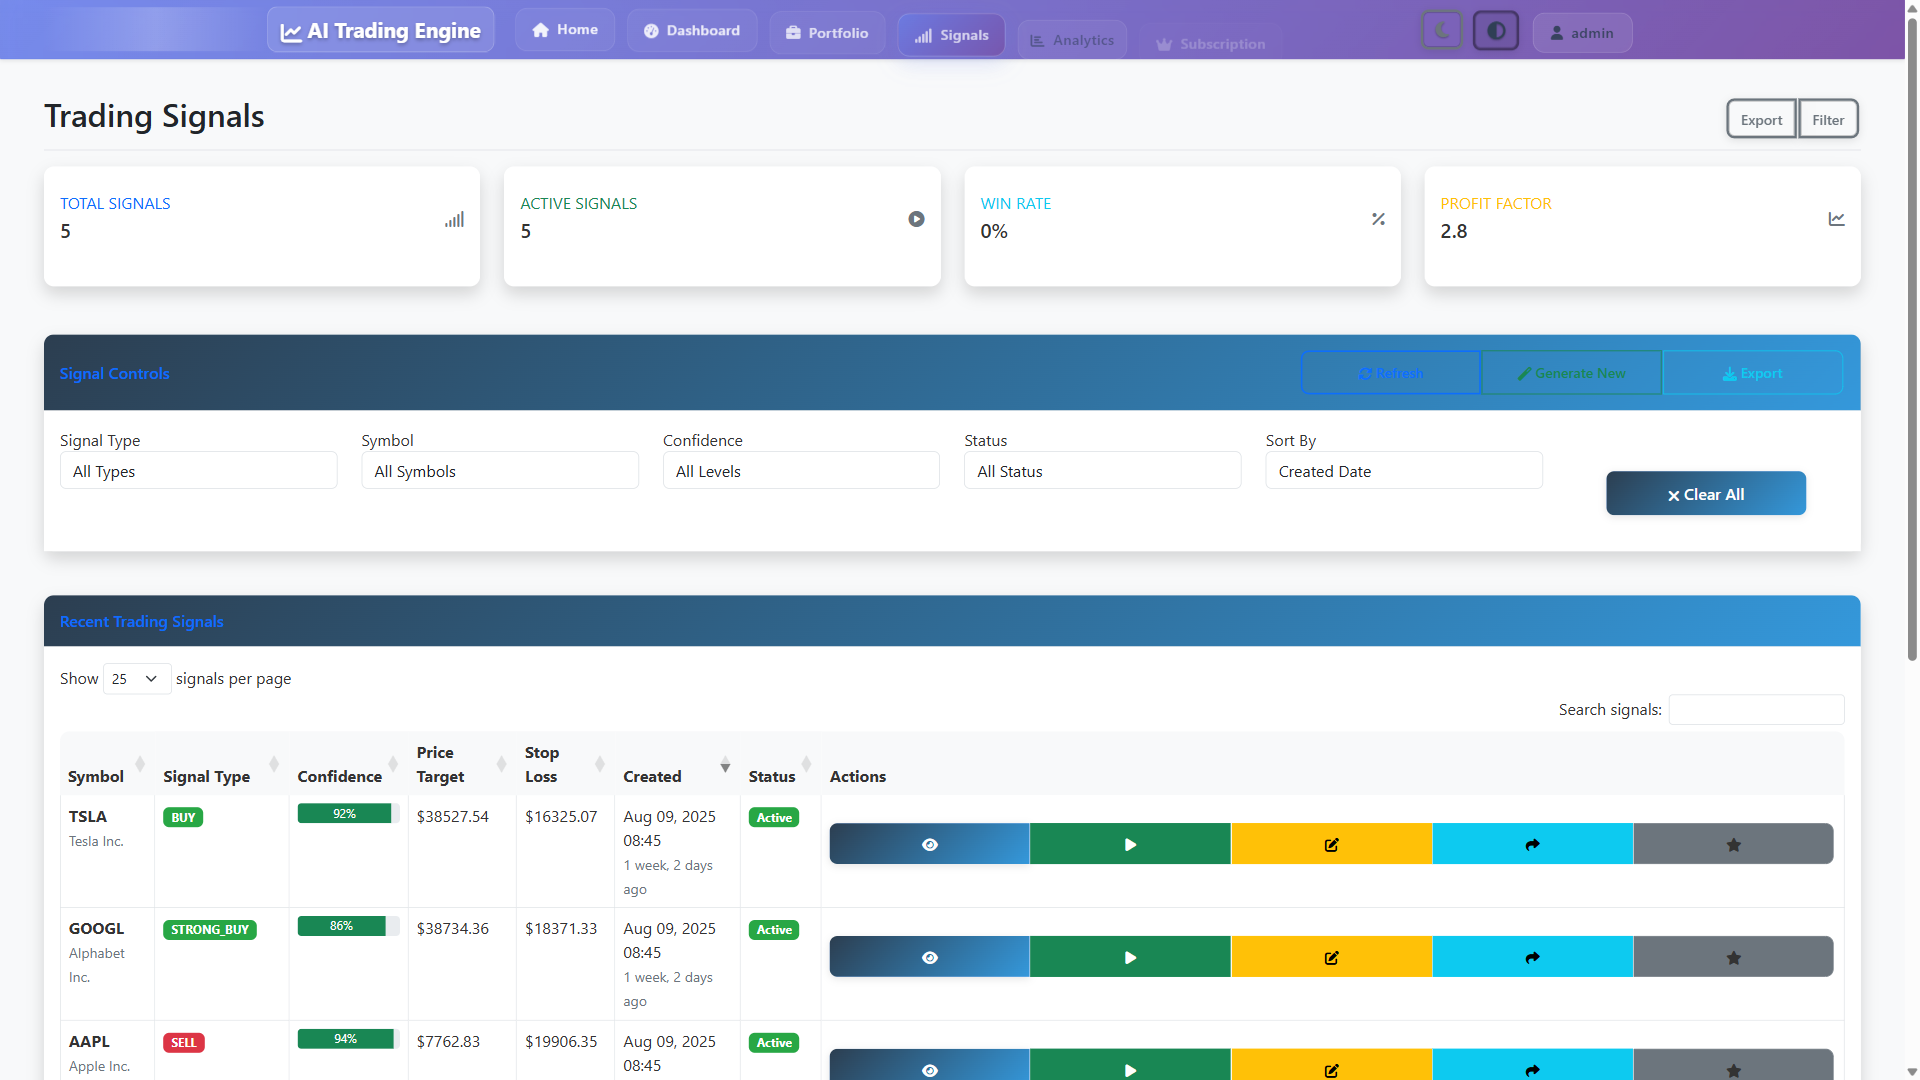 AI Trading Engine
Home
Dashboard
Portfolio
Signals
Analytics
Subscription
admin
Trading Signals
Export
Filter
TOTAL SIGNALS
5
ACTIVE SIGNALS
5
WIN RATE
0%
PROFIT FACTOR
2.8
Signal Controls
Refresh
Generate New
Export
Signal Type
All Types
Symbol
All Symbols
Confidence
All Levels
Status
All Status
Sort By
Created Date
Clear All
Recent Trading Signals
Show 25 signals per page
Search signals:
Symbol
Signal Type
Confidence
Price
Target
Stop
Loss
Created
Status
Actions
TSLA
Tesla Inc.
BUY
92%
$38527.54
$16325.07
Aug 09, 2025
08:45
1 week, 2 days
ago
Active
GOOGL
Alphabet
Inc.
STRONG_BUY
86%
$38734.36
$18371.33
Aug 09, 2025
08:45
1 week, 2 days
ago
Active
AAPL
Apple Inc.
SELL
94%
$7762.83
$19906.35
Aug 09, 2025
08:45
Active